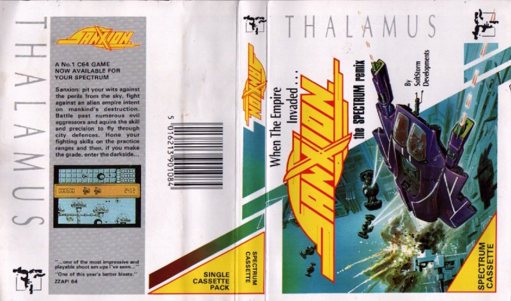 THALAMUS
SANXION.
A No.1 C64 GAME
NOW AVAILABLE FOR
YOUR SPECTRUM
Sanxion: pit your wits against
the perils from the sky, fight
against an alien empire intent
on mankind's destruction.
Battle past numerous evil
aggressors and aquire the skill
and precision to fly through
city defences. Hone your
fighting skills on the practice
ranges and then, if you make
the grade, enter the darkside...
"...one of the most impressive and
playable shoot em ups I've seen..."
"One of this year's better blasts."
ZZAP! 64
5016213901084
SINGLE
CASSETTE
PACK
SANXION.
SPECTRUM
CASSETTE
THALAMUS
When The Empire
Invaded...
SANXION.
the SPECTRUM remix
By
SoftStorm
Developments
SPECTRUM
CASSETTE